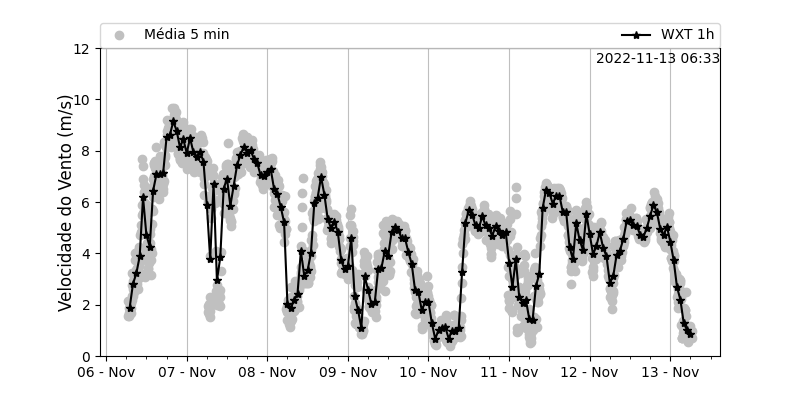 Média 5 min
WXT 1h
2022-11-13 06:33
Velocidade do Vento (m/s)
12
10
8
6
4
2
0
06 - Nov 07 - Nov 08 - Nov 09 - Nov 10 - Nov 11 - Nov 12 - Nov 13 - Nov